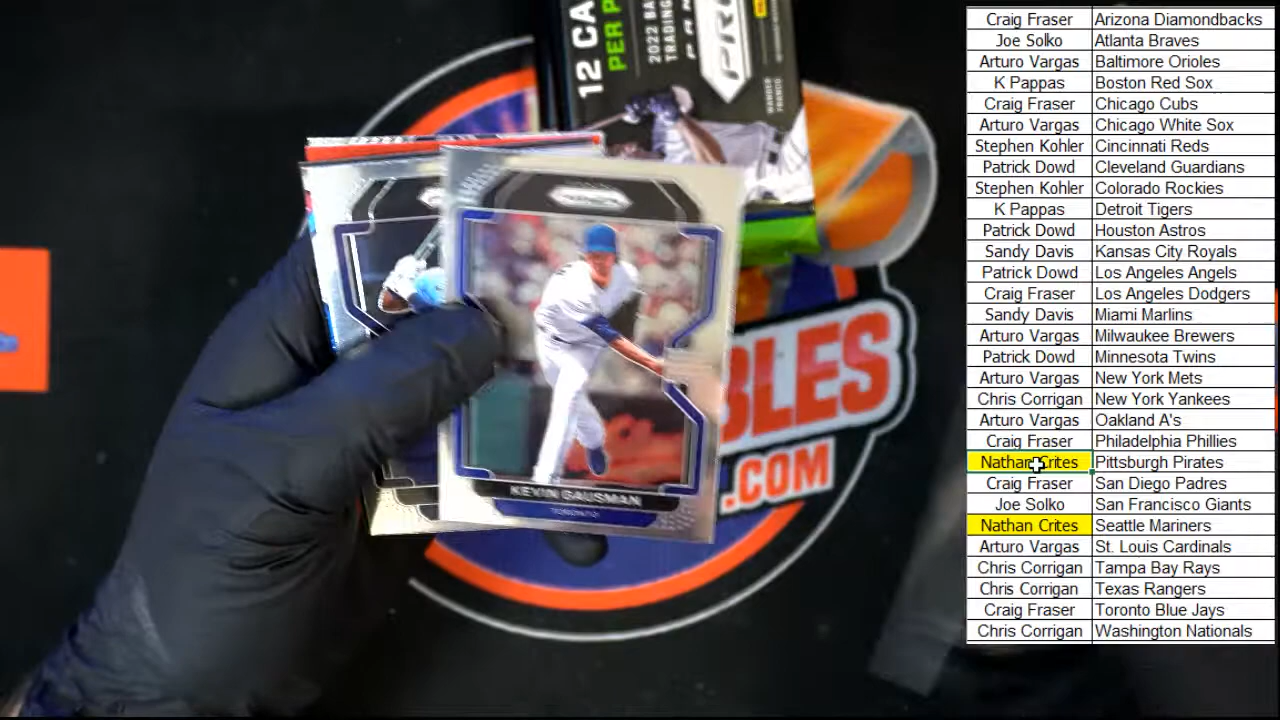 12 CA
PER P
2022 BA
TRADING
PRI
WANDER
FRANCO
KEVIN GAUSMAN
TORONTO
BLES
.COM
Craig Fraser Arizona Diamondbacks
Joe Solko Atlanta Braves
Arturo Vargas Baltimore Orioles
K Pappas Boston Red Sox
Craig Fraser Chicago Cubs
Arturo Vargas Chicago White Sox
Stephen Kohler Cincinnati Reds
Patrick Dowd Cleveland Guardians
Stephen Kohler Colorado Rockies
K Pappas Detroit Tigers
Patrick Dowd Houston Astros
Sandy Davis Kansas City Royals
Patrick Dowd Los Angeles Angels
Craig Fraser Los Angeles Dodgers
Sandy Davis Miami Marlins
Arturo Vargas Milwaukee Brewers
Patrick Dowd Minnesota Twins
Arturo Vargas New York Mets
Chris Corrigan New York Yankees
Arturo Vargas Oakland A's
Craig Fraser Philadelphia Phillies
Nathan Crites Pittsburgh Pirates
Craig Fraser San Diego Padres
Joe Solko San Francisco Giants
Nathan Crites Seattle Mariners
Arturo Vargas St. Louis Cardinals
Chris Corrigan Tampa Bay Rays
Chris Corrigan Texas Rangers
Craig Fraser Toronto Blue Jays
Chris Corrigan Washington Nationals